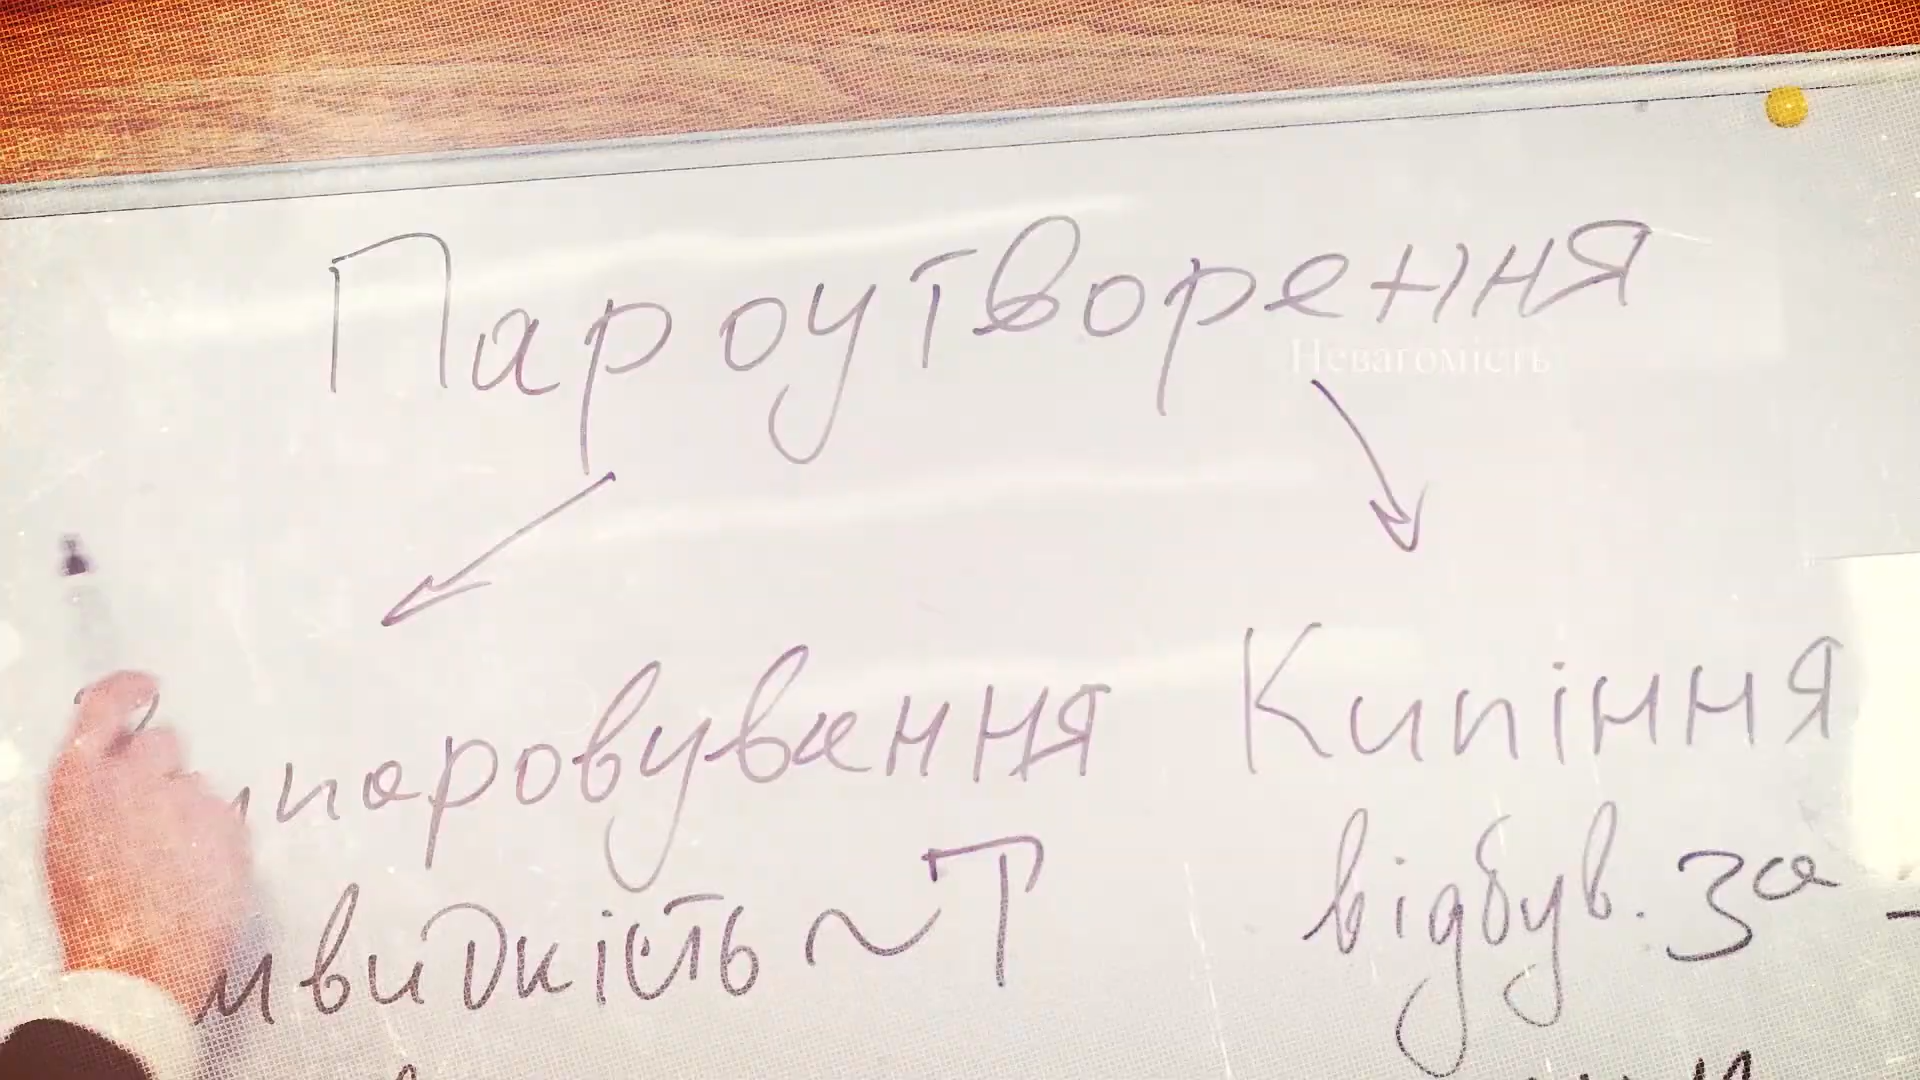 Пароутворення
Невагомість
Випаровування
Кипіння
швидкість ~ T
відбув. за